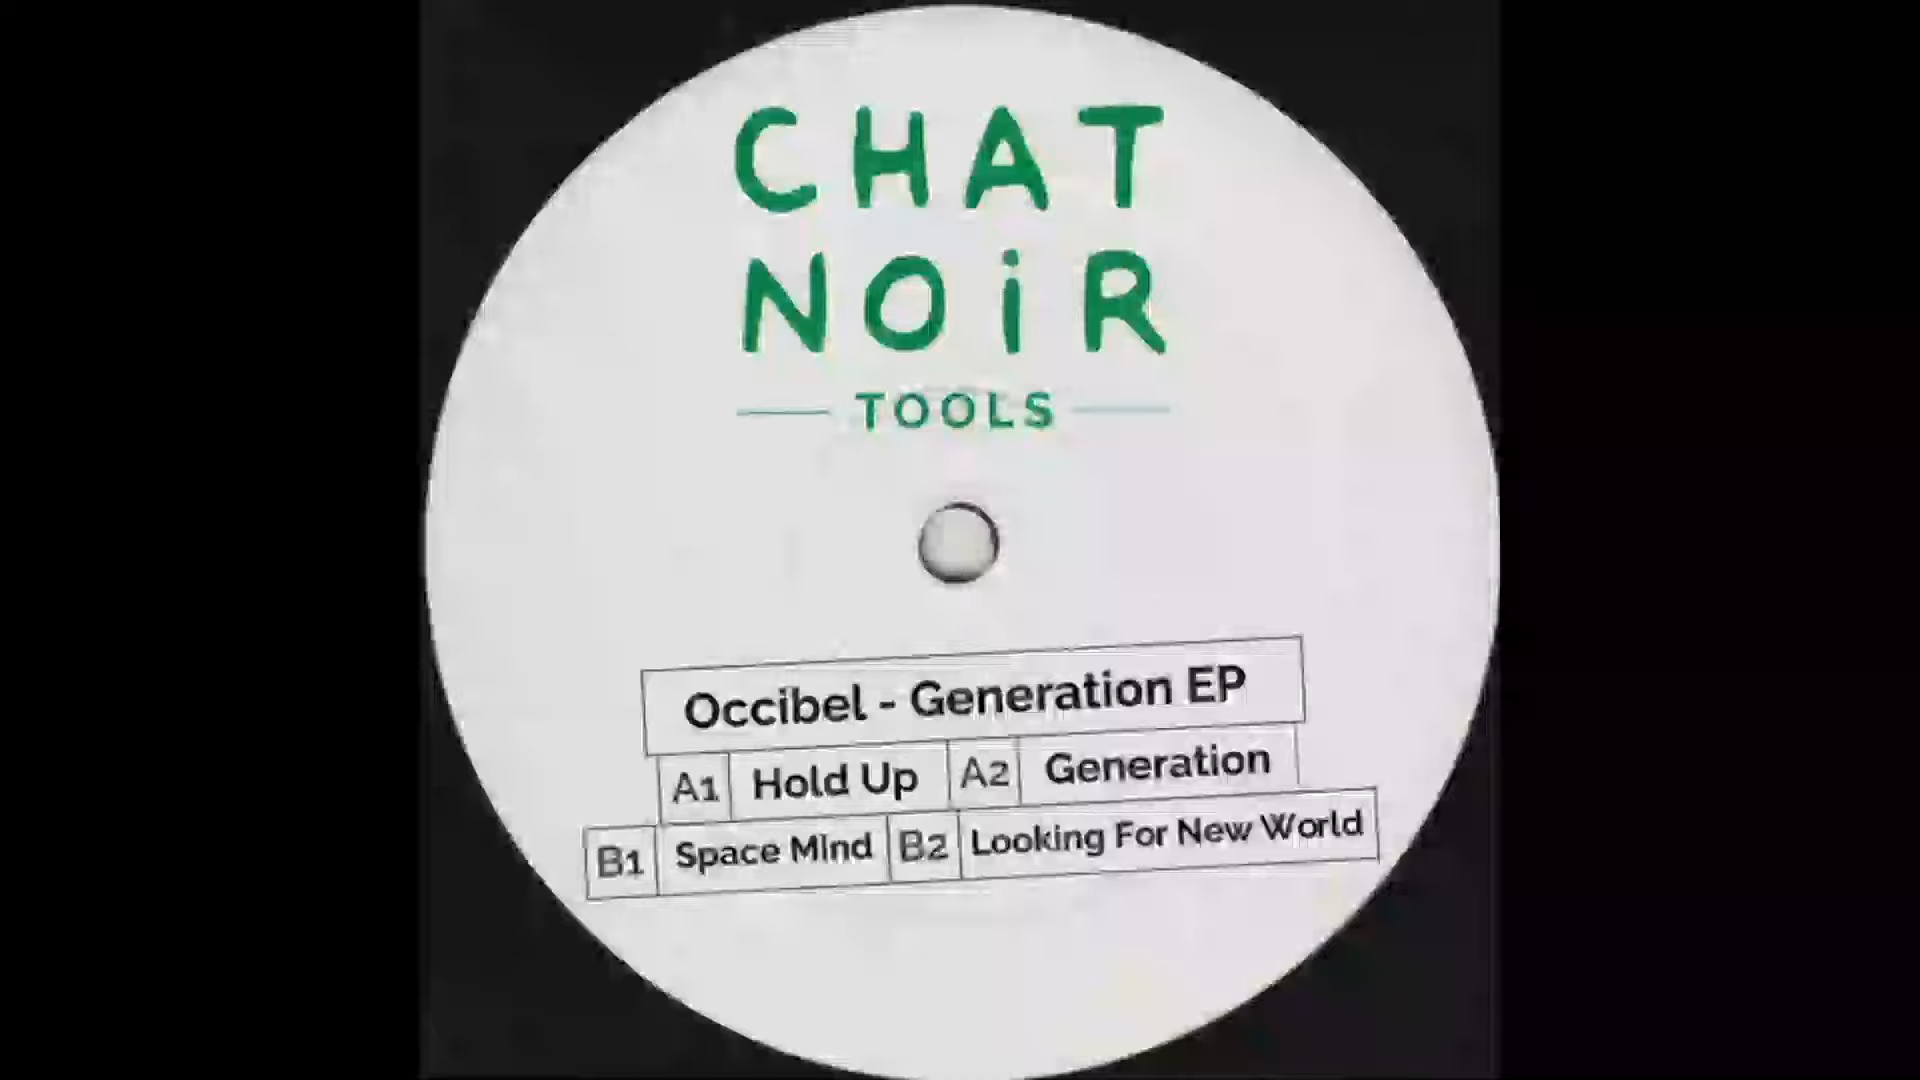 CHAT
NOiR
TOOLS
Occibel - Generation EP
A1 Hold Up A2 Generation
B1 Space Mind B2 Looking For New World